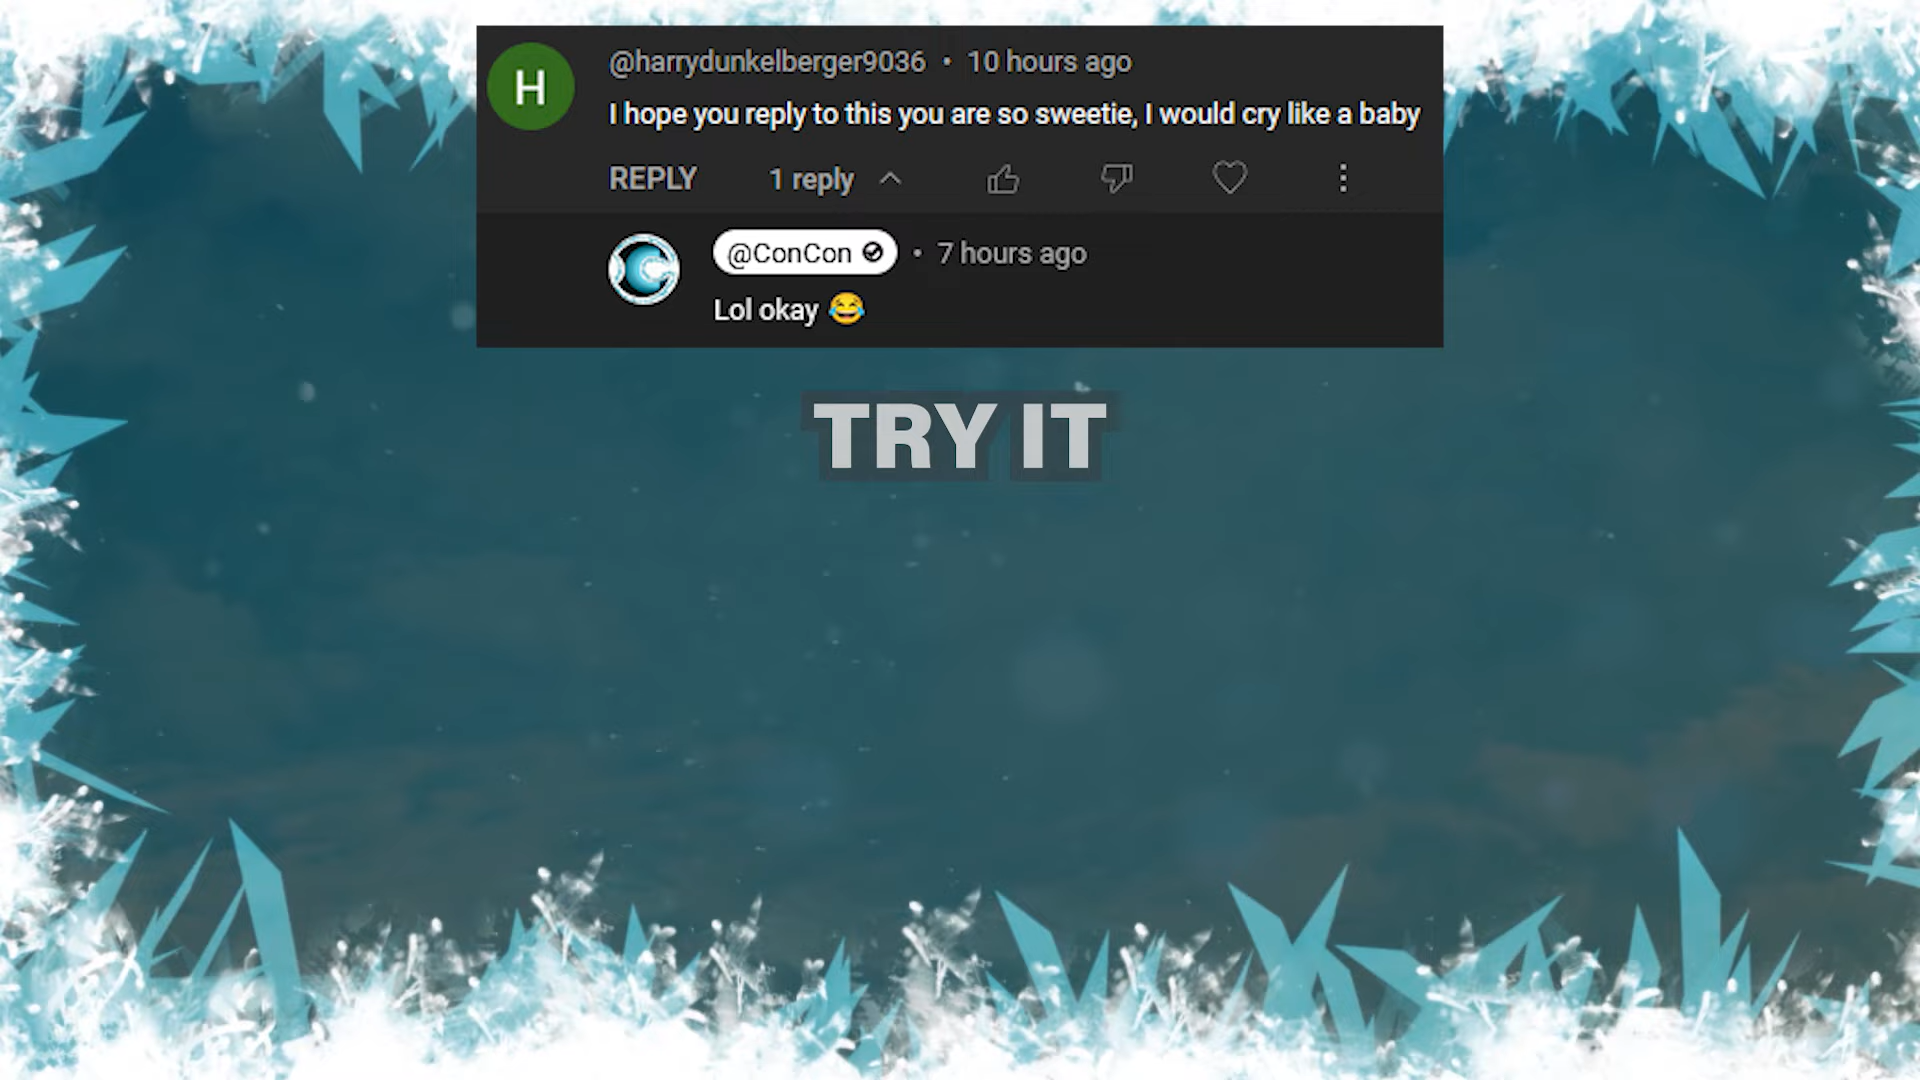 H
@harrydunkelberger9036 • 10 hours ago
I hope you reply to this you are so sweetie, I would cry like a baby
REPLY 1 reply
@ConCon • 7 hours ago
Lol okay 😂
TRY IT